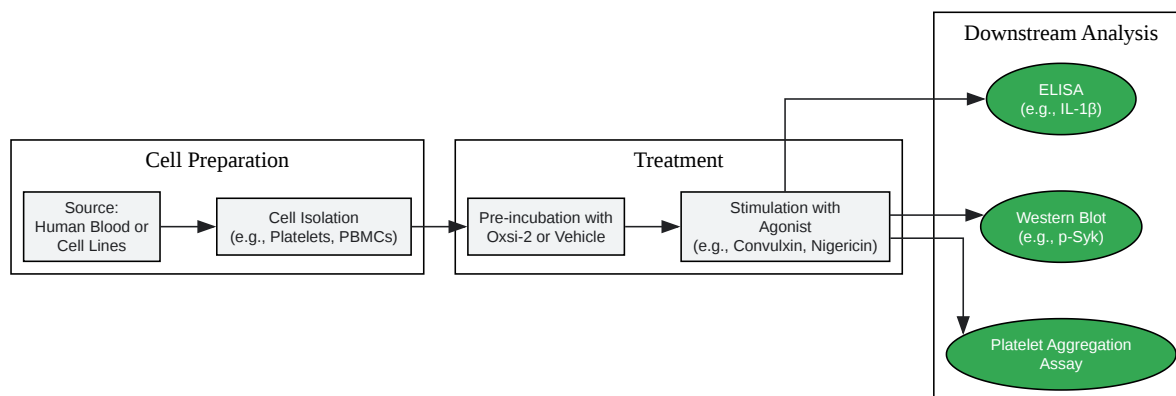 Cell Preparation
Source:
Human Blood or
Cell Lines
Cell Isolation
(e.g., Platelets, PBMCs)
Treatment
Pre-incubation with
Oxsi-2 or Vehicle
Stimulation with
Agonist
(e.g., Convulxin, Nigericin)
Downstream Analysis
ELISA
(e.g., IL-1β)
Western Blot
(e.g., p-Syk)
Platelet Aggregation
Assay